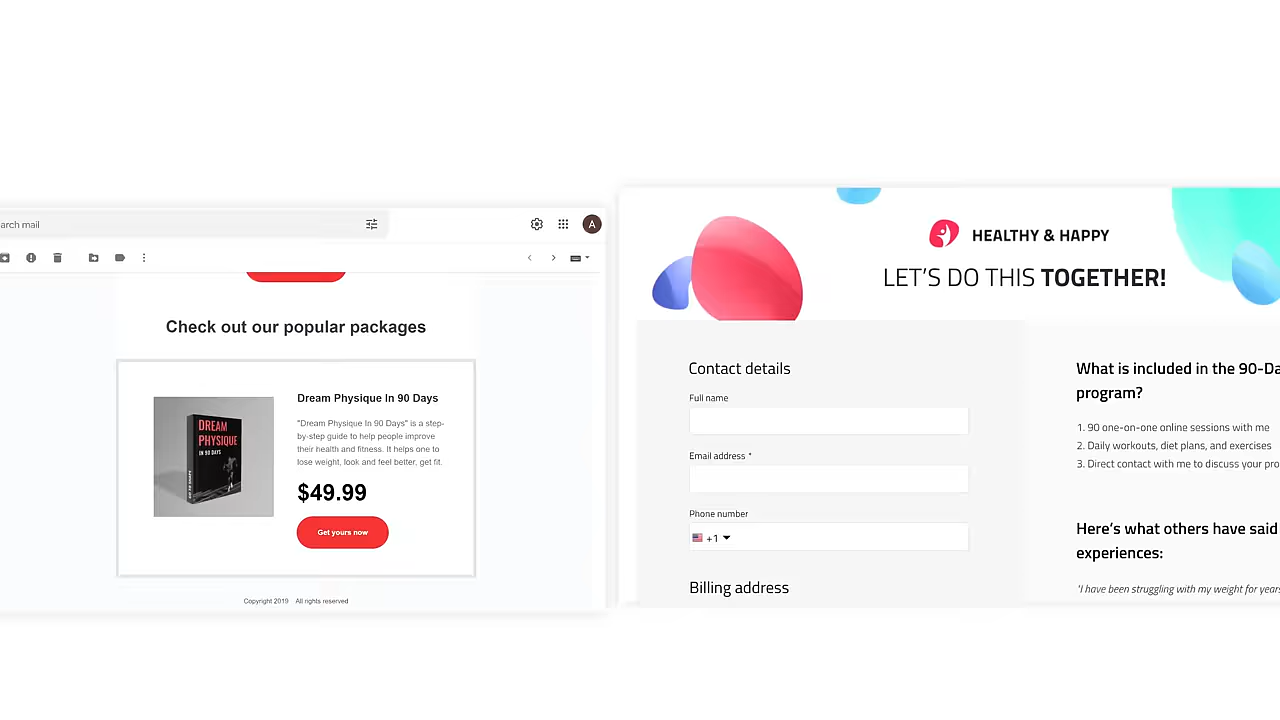 arch mail
A
Check out our popular packages
DREAM
PHYSIQUE
IN 90 DAYS
Dream Physique In 90 Days
"Dream Physique In 90 Days" is a step-
by-step guide to help people improve
their health and fitness. It helps one to
lose weight, look and feel better, get fit.
$49.99
Get yours now
Copyright 2019 All rights reserved
HEALTHY & HAPPY
LET'S DO THIS TOGETHER!
Contact details
Full name
Email address *
Phone number
+1
Billing address
What is included in the 90-Da
program?
1. 90 one-on-one online sessions with me
2. Daily workouts, diet plans, and exercises
3. Direct contact with me to discuss your pro
Here's what others have said
experiences:
"I have been struggling with my weight for years